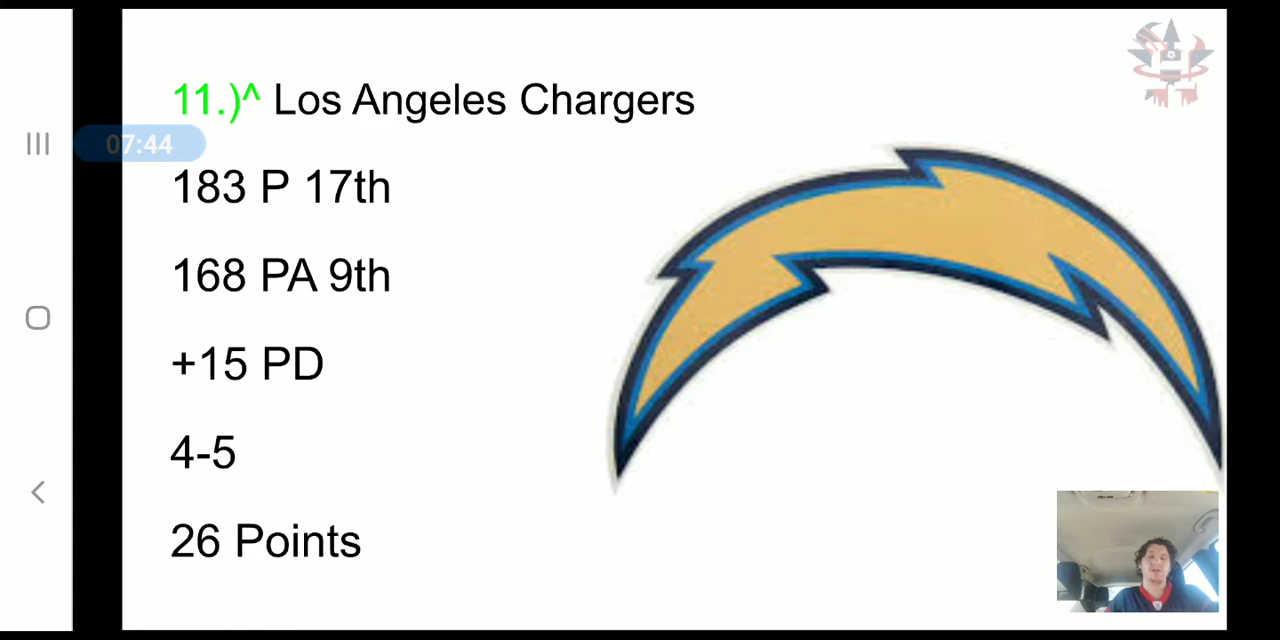 11.)^ Los Angeles Chargers
07:44
183 P 17th
168 PA 9th
+15 PD
4-5
26 Points